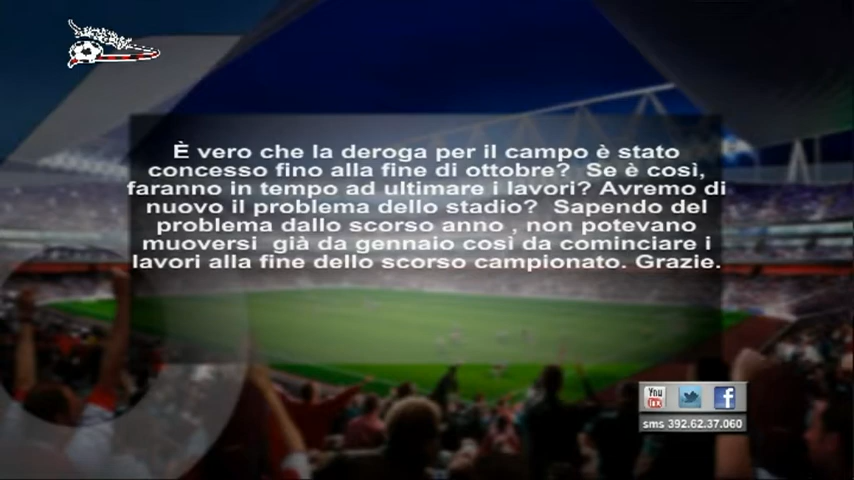 È vero che la deroga per il campo è stato
concesso fino alla fine di ottobre? Se è così,
faranno in tempo ad ultimare i lavori? Avremo di
nuovo il problema dello stadio? Sapendo del
problema dallo scorso anno , non potevano
muoversi già da gennaio così da cominciare i
lavori alla fine dello scorso campionato. Grazie.
sms 392.62.37.060